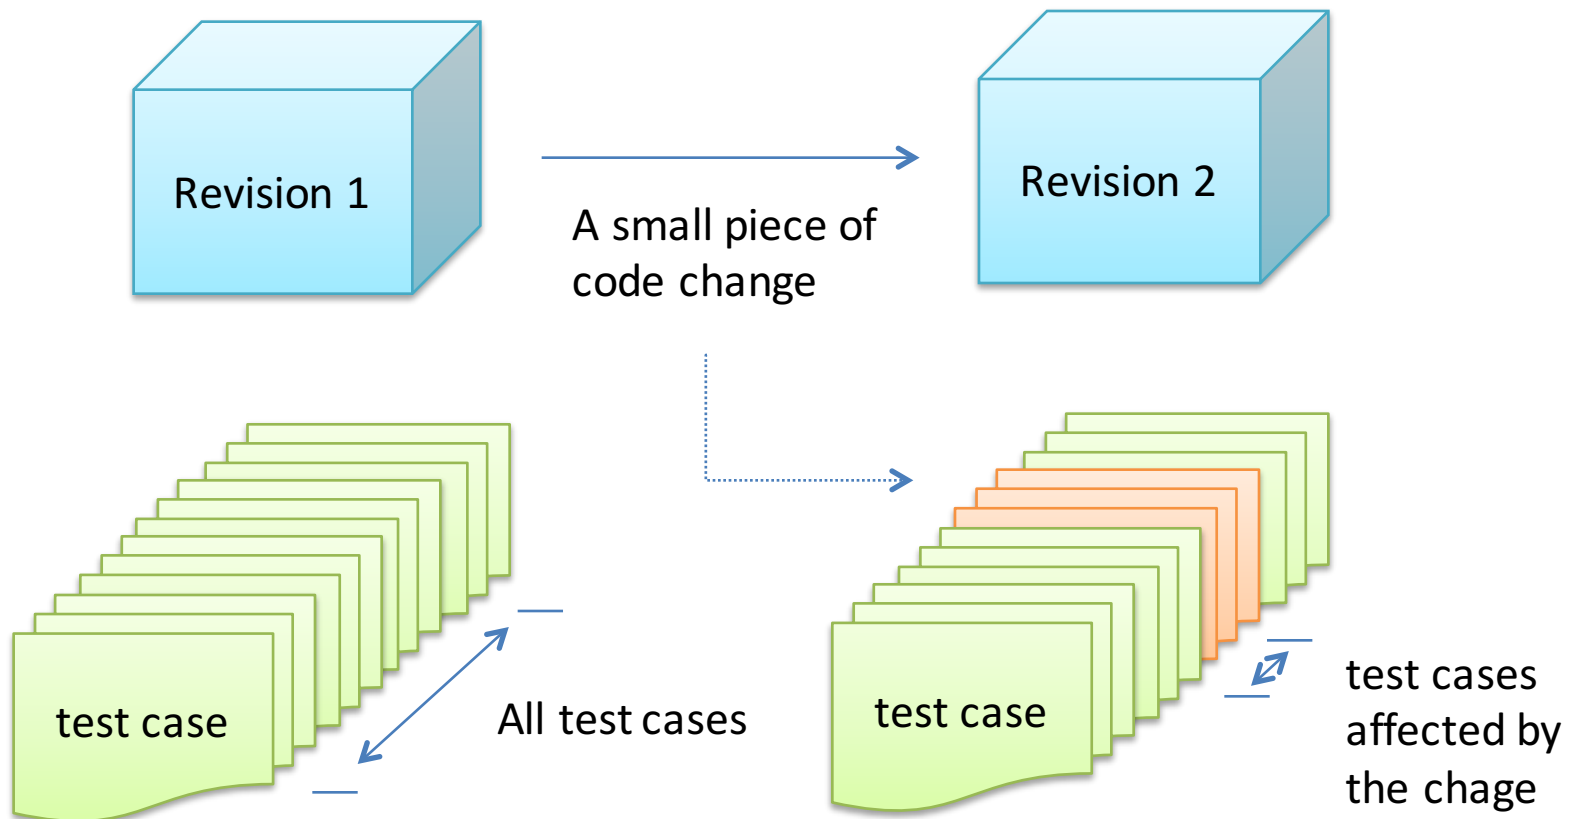 Revision 1
Revision 2
A small piece of
code change
test case
All test cases
test case
test cases
affected by
the chage